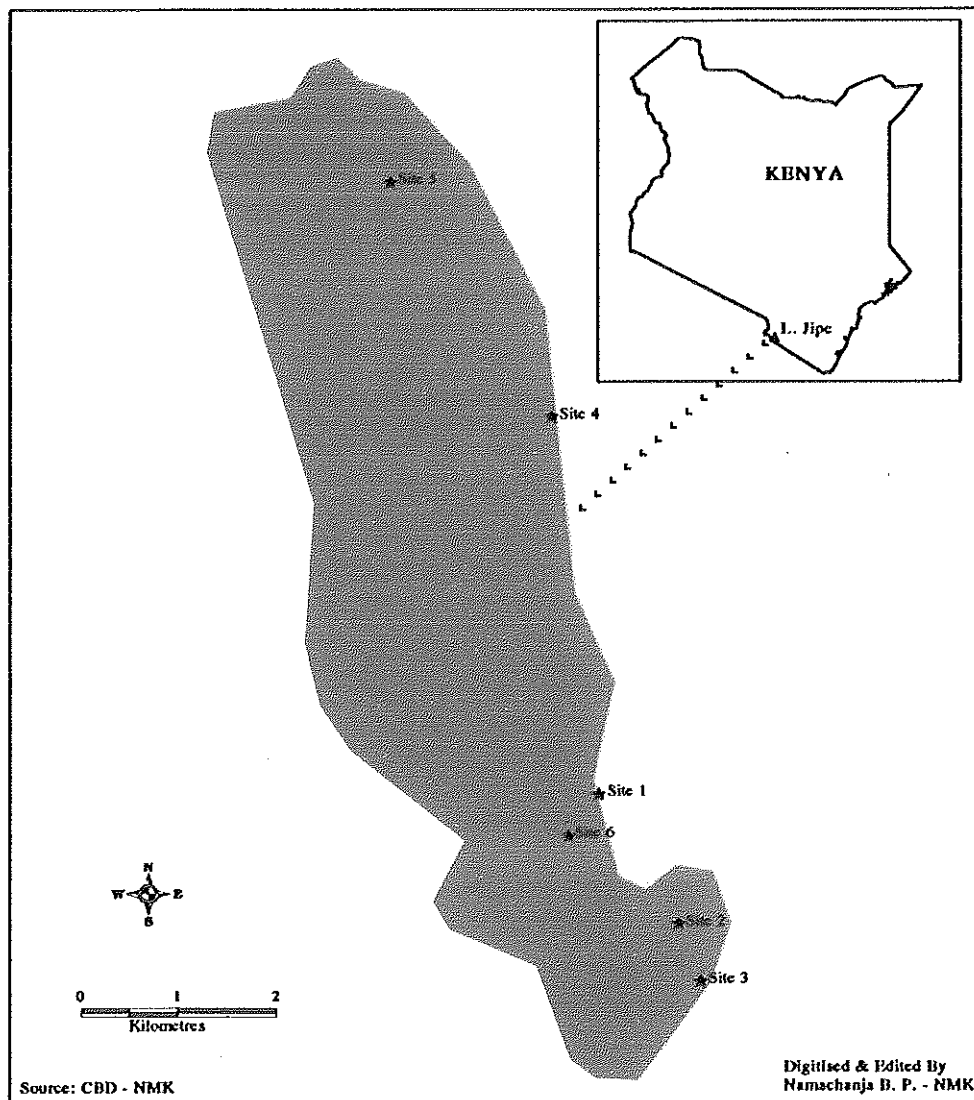 KENYA
L. Jipe
Site 5
Site 4
Site 1
Site 6
Site 2
Site 3
N
W E
S
0 1 2
Kilometres
Source: CBD - NMK
Digitised & Edited By
Namachanja B. P. - NMK